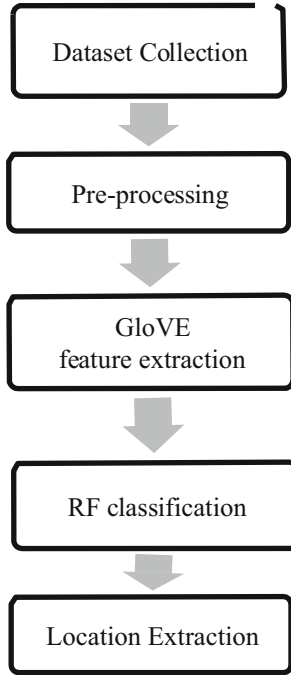 Dataset Collection
Pre-processing
GloVE
feature extraction
RF classification
Location Extraction